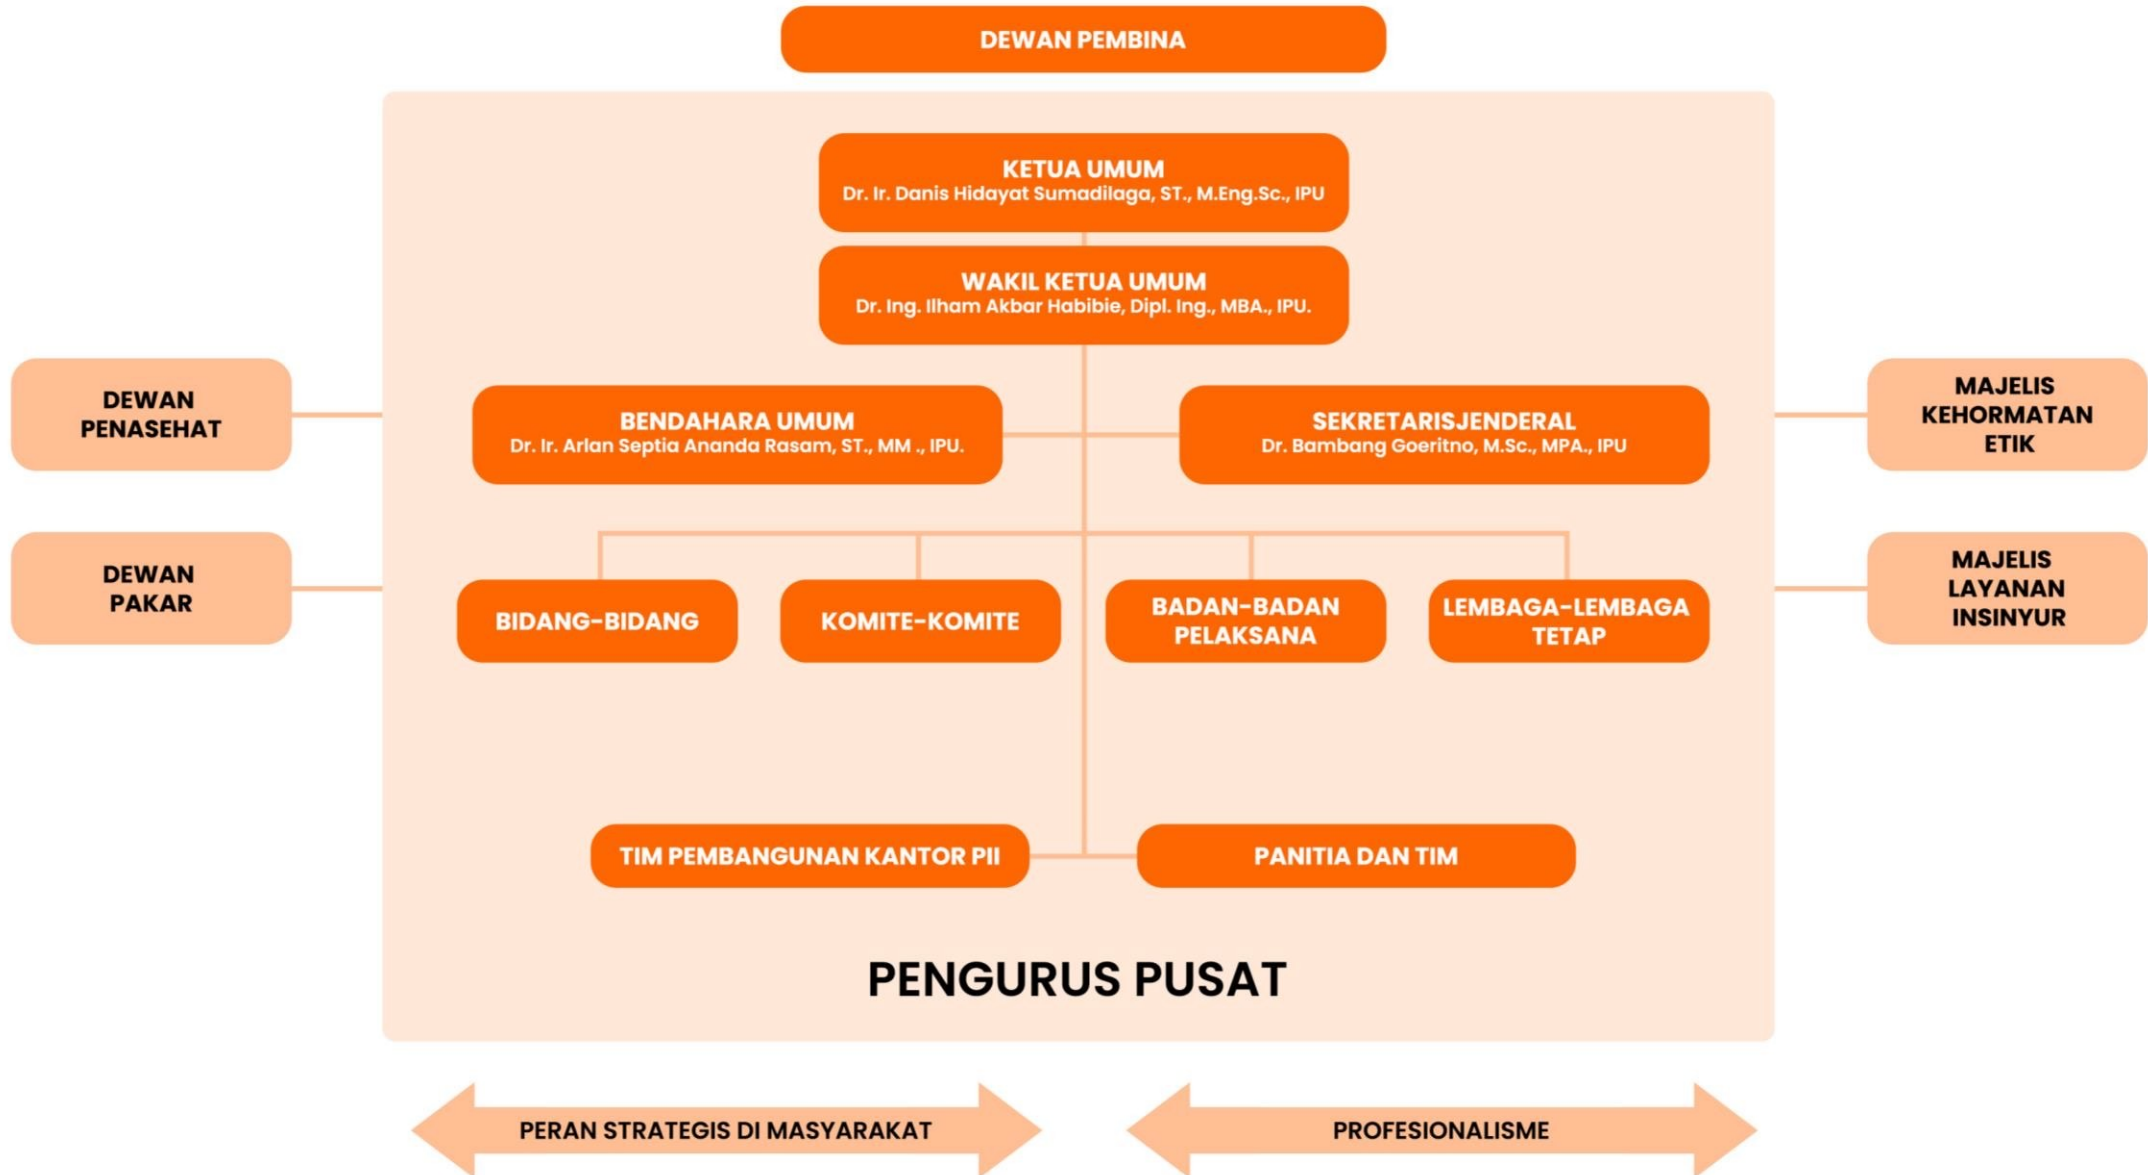 DEWAN PEMBINA
KETUA UMUM
Dr. Ir. Danis Hidayat Sumadilaga, ST., M.Eng.Sc., IPU
WAKIL KETUA UMUM
Dr. Ing. Ilham Akbar Habibie, Dipl. Ing., MBA., IPU.
DEWAN
PENASEHAT
BENDAHARA UMUM
Dr. Ir. Arlan Septia Ananda Rasam, ST., MM ., IPU.
SEKRETARISJENDERAL
Dr. Bambang Goeritno, M.Sc., MPA., IPU
MAJELIS
KEHORMATAN
ETIK
DEWAN
PAKAR
BIDANG-BIDANG
KOMITE-KOMITE
BADAN-BADAN
PELAKSANA
LEMBAGA-LEMBAGA
TETAP
MAJELIS
LAYANAN
INSINYUR
TIM PEMBANGUNAN KANTOR PII
PANITIA DAN TIM
PENGURUS PUSAT
PERAN STRATEGIS DI MASYARAKAT
PROFESIONALISME